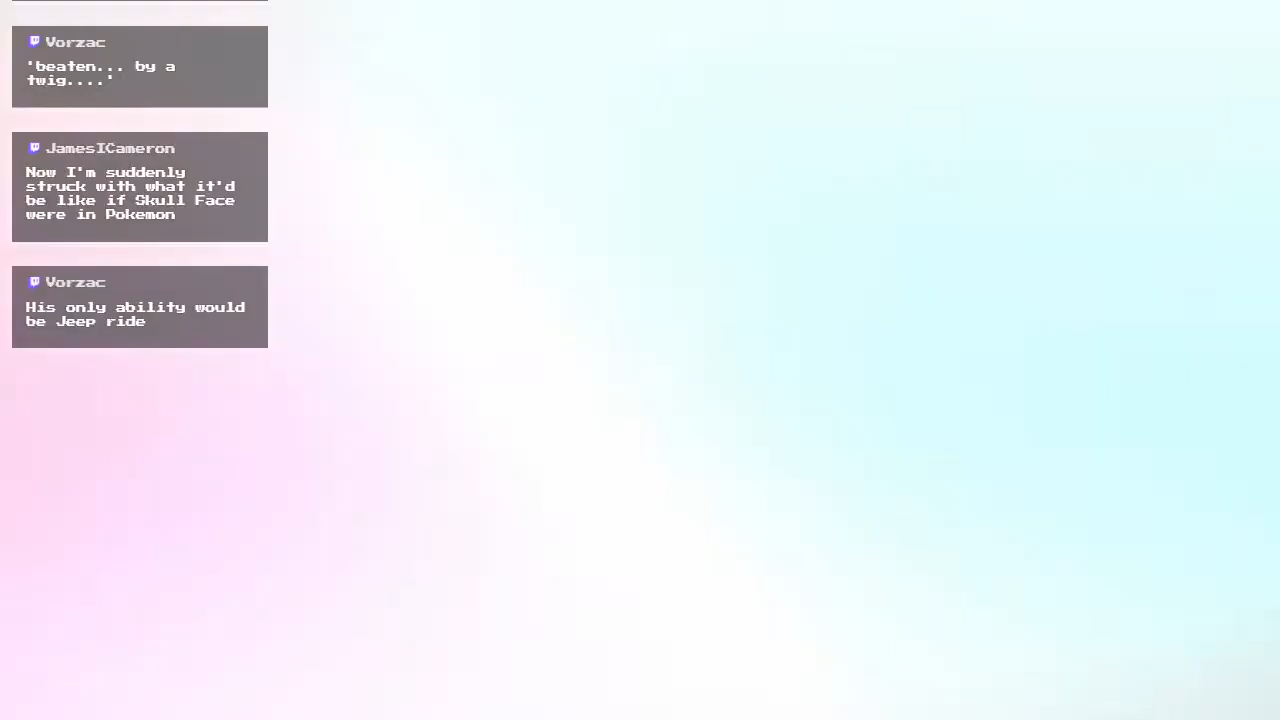 Vorzac
'beaten... by a
twig....'
JamesICameron
Now I'm suddenly
struck with what it'd
be like if Skull Face
were in Pokemon
Vorzac
His only ability would
be Jeep ride